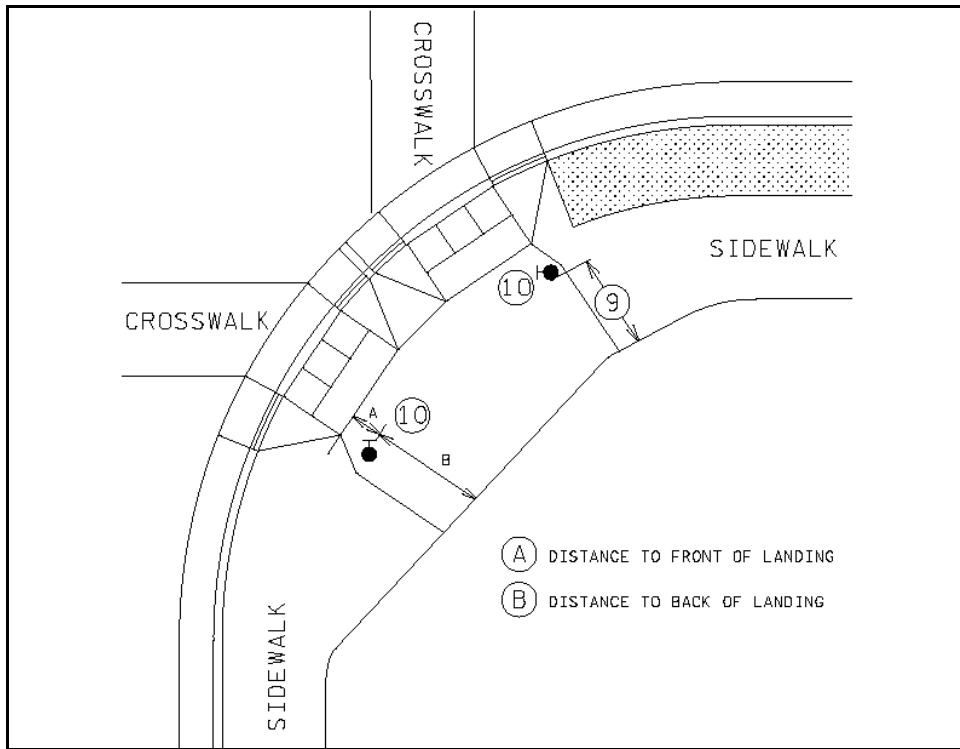 CROSSWALK
SIDEWALK
CROSSWALK
10
9
A
10
B
A DISTANCE TO FRONT OF LANDING
B DISTANCE TO BACK OF LANDING
SIDEWALK